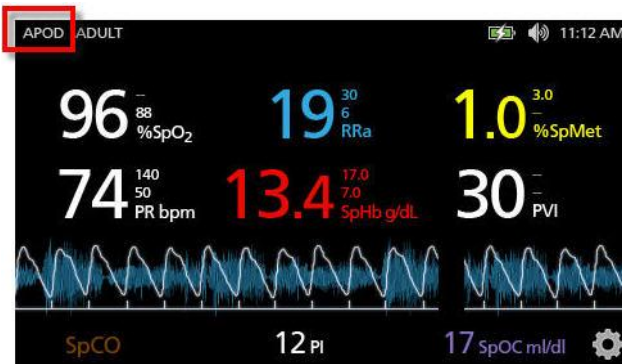 APOD ADULT 11:12 AM
96 – 88 %SpO₂ 19 30 6 RRa 1.0 3.0 – %SpMet
74 140 50 PR bpm 13.4 17.0 7.0 SpHb g/dL 30 – – PVI
SpCO 12 PI 17 SpOC ml/dl